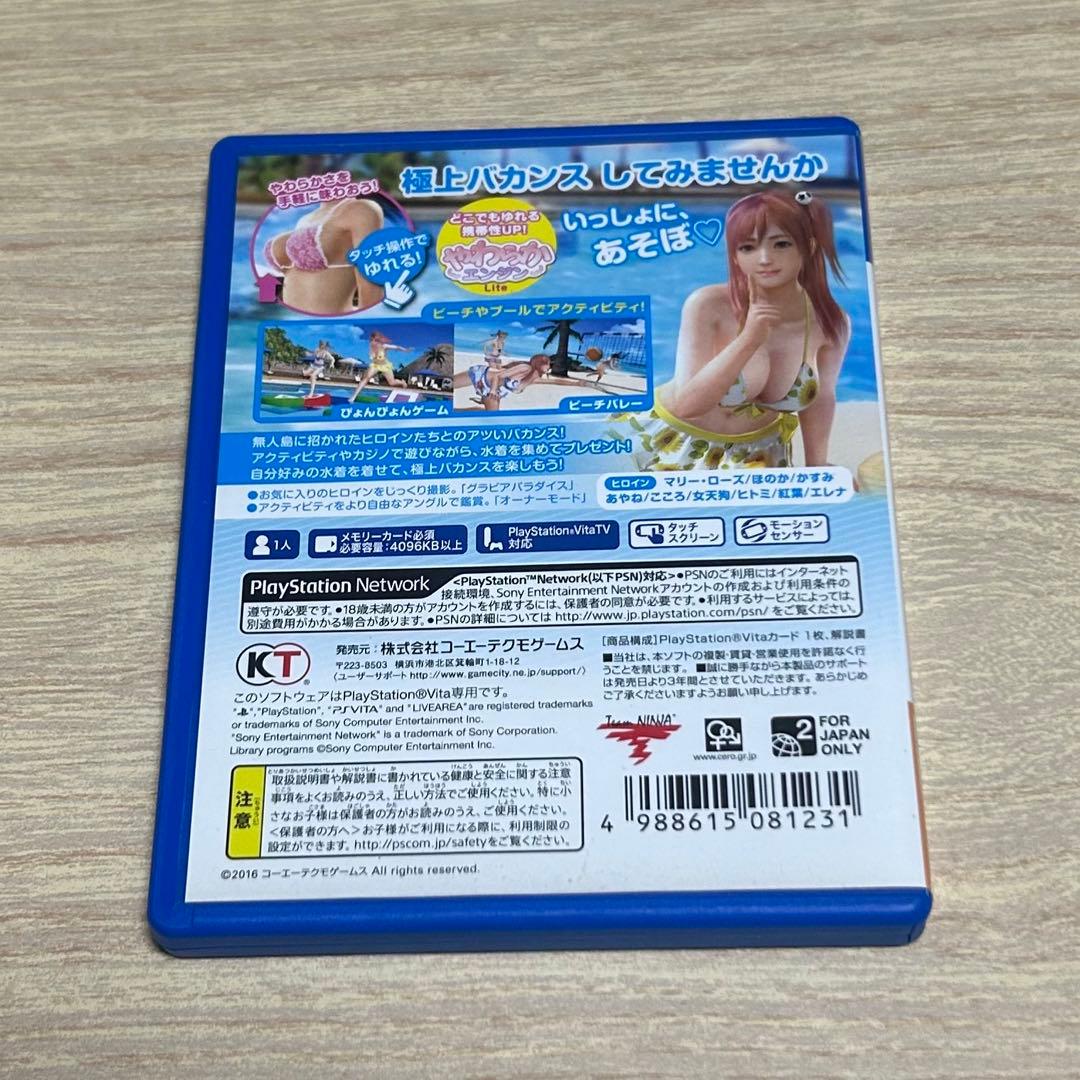 極上バカンス してみませんか
やわらかさを
手軽に味わおう!
タッチ操作で
ゆれる!
どこでもゆれる
携帯性UP!
やわらか
エンジン
Lite
いっしょに、
あそぼ♡
ビーチやプールでアクティビティ!
ぴょんぴょんゲーム
ビーチバレー
無人島に招かれたヒロインたちとのアツいバカンス!
アクティビティやカジノで遊びながら、水着を集めてプレゼント!
自分好みの水着を着せて、極上バカンスを楽しもう!
●お気に入りのヒロインをじっくり撮影。「グラビアパラダイス」
●アクティビティをより自由なアングルで鑑賞。「オーナーモード」
ヒロイン マリー・ローズ/ほのか/かすみ
あやね/こころ/女天狗/ヒトミ/紅葉/エレナ
1人
メモリーカード必須
必要容量:4096KB以上
PlayStation®VitaTV
対応
タッチ
スクリーン
モーション
センサー
PlayStation Network
<PlayStation™Network(以下PSN)対応>●PSNのご利用にはインターネット
接続環境、Sony Entertainment Networkアカウントの作成および利用条件の
遵守が必要です。●18歳未満の方がアカウントを作成するには、保護者の同意が必要です。●利用するサービスによっては、
別途費用がかかる場合があります。●PSNの詳細については http://www.jp.playstation.com/psn/ をご覧ください。
KT
発売元: 株式会社コーエーテクモゲームス
〒223-8503 横浜市港北区箕輪町1-18-12
〈ユーザーサポート http://www.gamecity.ne.jp/support/〉
[商品構成]PlayStation®Vitaカード 1枚、解説書
■当社は、本ソフトの複製・賃貸・営業使用を許諾なく行
うことを禁じます。 ■誠に勝手ながら本製品のサポート
は発売日より3年間とさせていただきます。あらかじめ
ご了承くださいますようお願い申し上げます。
このソフトウェアはPlayStation®Vita専用です。
"PlayStation", "PSVITA" and "LIVEAREA" are registered trademarks
or trademarks of Sony Computer Entertainment Inc.
"Sony Entertainment Network" is a trademark of Sony Corporation.
Library programs ©Sony Computer Entertainment Inc.
Team NINJA
www.cero.gr.jp
2
FOR
JAPAN
ONLY
注意
ちゅうい
取扱説明書や解説書に書かれている健康と安全に関する注意
事項をよくお読みのうえ、正しい方法でご使用ください。特に小
さなお子様は保護者の方がお読みのうえ、ご使用ください。
<保護者の方へ>お子様がご利用になる際に、利用制限の
設定ができます。http://pscom.jp/safetyをご覧ください。
4 988615 081231
©2016 コーエーテクモゲームス All rights reserved.